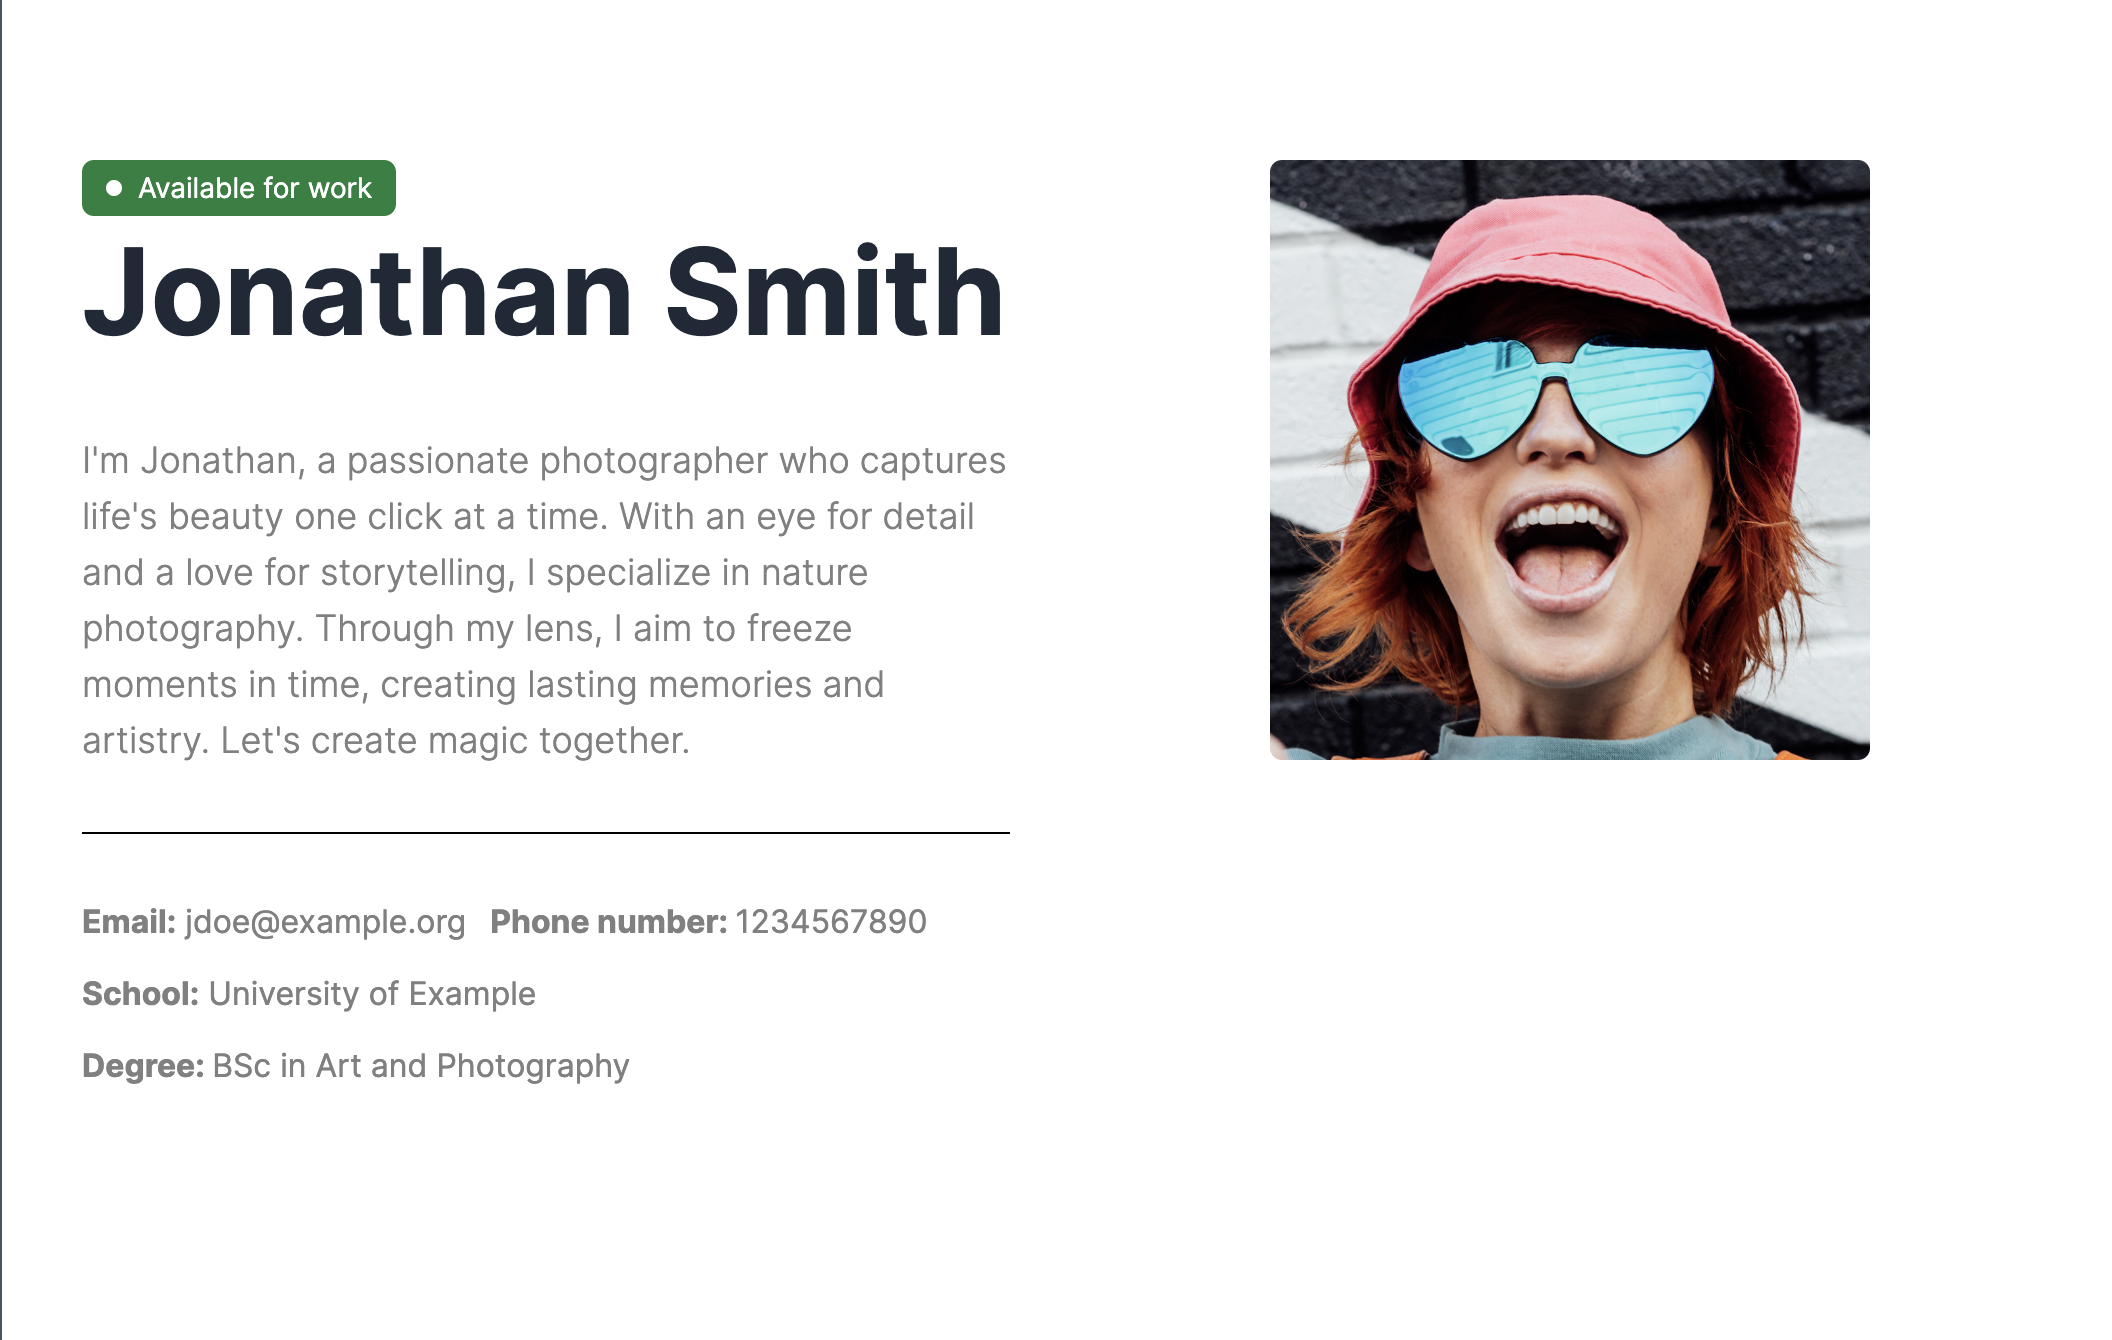 Available for work
Jonathan Smith
I'm Jonathan, a passionate photographer who captures
life's beauty one click at a time. With an eye for detail
and a love for storytelling, I specialize in nature
photography. Through my lens, I aim to freeze
moments in time, creating lasting memories and
artistry. Let's create magic together.
Email: jdoe@example.org Phone number: 1234567890
School: University of Example
Degree: BSc in Art and Photography